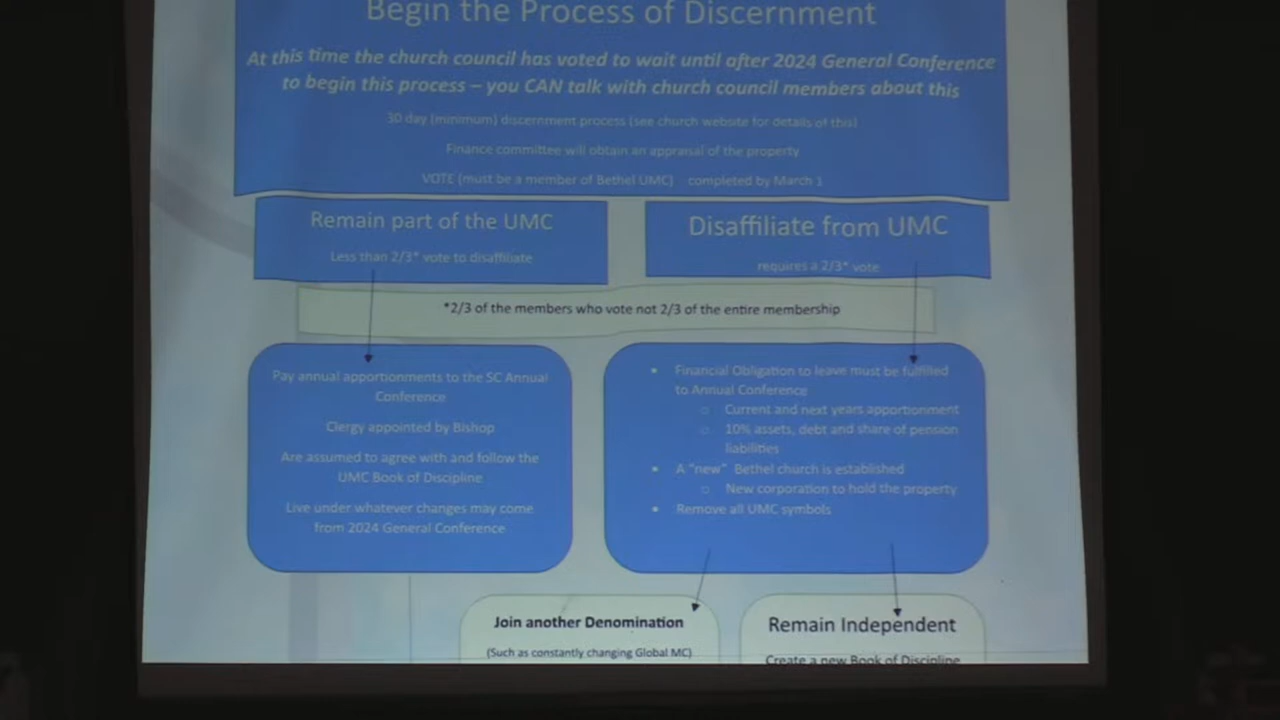 Begin the Process of Discernment
At this time the church council has voted to wait until after 2024 General Conference
to begin this process – you CAN talk with church council members about this
30 day (minimum) discernment process (see church website for details of this)
Finance committee will obtain an appraisal of the property
VOTE (must be a member of Bethel UMC) completed by March 1
Remain part of the UMC
Less than 2/3* vote to disaffiliate
Disaffiliate from UMC
requires a 2/3* vote
*2/3 of the members who vote not 2/3 of the entire membership
Pay annual apportionments to the SC Annual
Conference
Clergy appointed by Bishop
Are assumed to agree with and follow the
UMC Book of Discipline
Live under whatever changes may come
from 2024 General Conference
• Financial Obligation to leave must be fulfilled
to Annual Conference
○ Current and next years apportionment
○ 10% assets, debt and share of pension
liabilities
• A “new” Bethel church is established
○ New corporation to hold the property
• Remove all UMC symbols
Join another Denomination
(Such as constantly changing Global MC)
Remain Independent
Create a new Book of Discipline